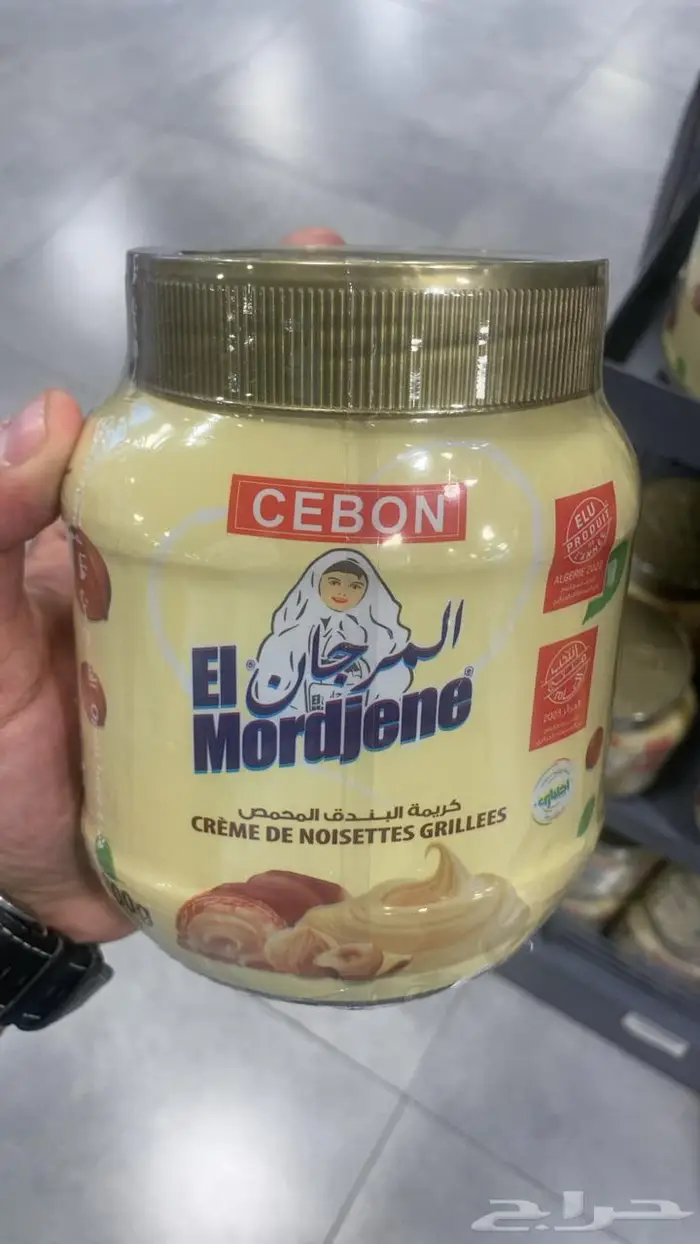 CEBON
المرجان
El
Mordjene
كريمة البندق المحمص
CRÈME DE NOISETTES GRILLEES
ELU
PRODUIT
ALGERIE
حراج